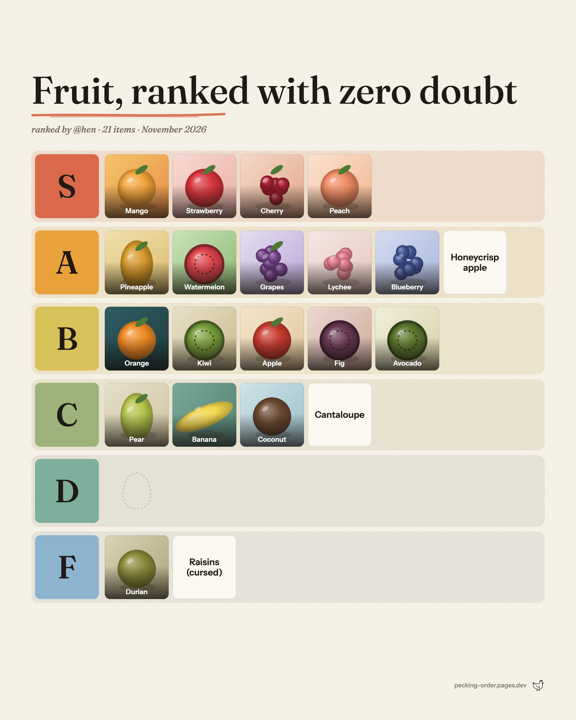 Fruit, ranked with zero doubt
ranked by @hen · 21 items · November 2026
S
Mango
Strawberry
Cherry
Peach
A
Pineapple
Watermelon
Grapes
Lychee
Blueberry
Honeycrisp
apple
B
Orange
Kiwi
Apple
Fig
Avocado
C
Pear
Banana
Coconut
Cantaloupe
D
F
Durian
Raisins
(cursed)
pecking-order.pages.dev